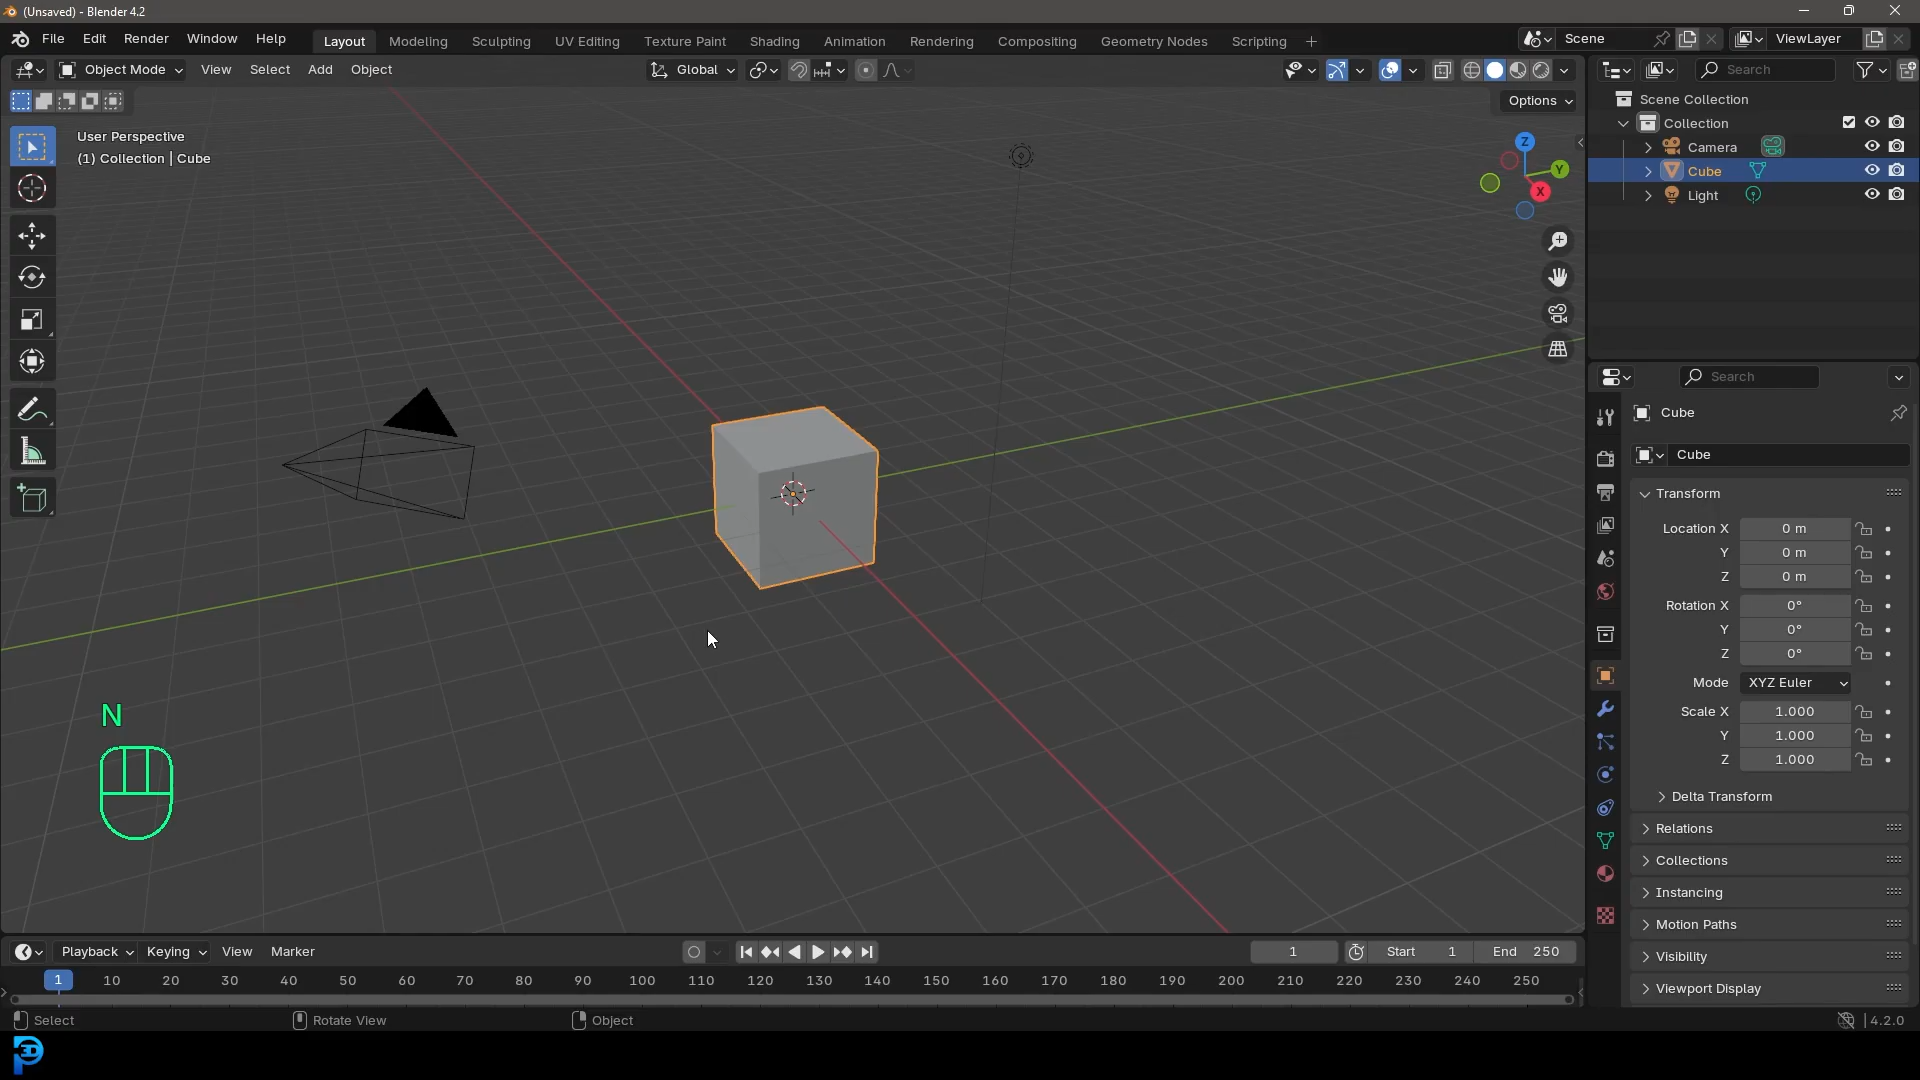 (Unsaved) - Blender 4.2
File Edit Render Window Help Layout Modeling Sculpting UV Editing Texture Paint Shading Animation Rendering Compositing Geometry Nodes Scripting + Scene ViewLayer
Object Mode View Select Add Object Global Search
Options
User Perspective
(1) Collection | Cube
Z
Y
X
Scene Collection
Collection
Camera
Cube
Light
Search
Cube
Cube
Transform
Location X 0 m
Y 0 m
Z 0 m
Rotation X 0°
Y 0°
Z 0°
Mode XYZ Euler
Scale X 1.000
Y 1.000
Z 1.000
Delta Transform
Relations
Collections
Instancing
Motion Paths
Visibility
Viewport Display
N
Playback Keying View Marker 1 Start 1 End 250
1 10 20 30 40 50 60 70 80 90 100 110 120 130 140 150 160 170 180 190 200 210 220 230 240 250
Select Rotate View Object 4.2.0
3D